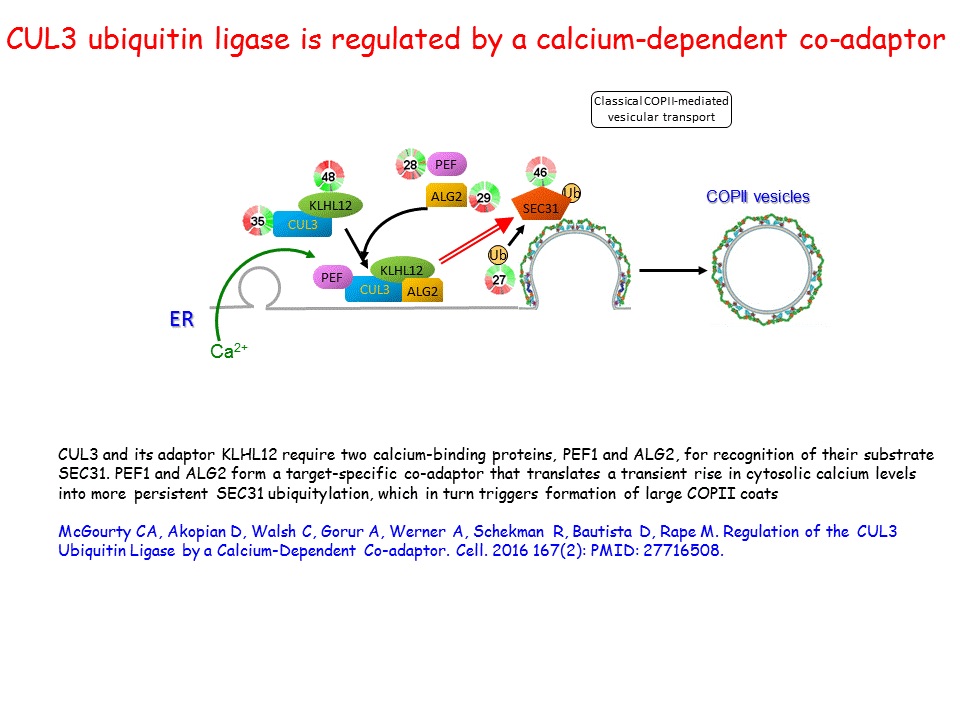 CUL3 ubiquitin ligase is regulated by a calcium-dependent co-adaptor
Classical COPII-mediated
vesicular transport
28 PEF
48
46
ALG2 29
KLHL12
SEC31 Ub
COPII vesicles
35 CUL3
Ub
KLHL12
PEF
27
CUL3 ALG2
ER
Ca2+
CUL3 and its adaptor KLHL12 require two calcium-binding proteins, PEF1 and ALG2, for recognition of their substrate
SEC31. PEF1 and ALG2 form a target-specific co-adaptor that translates a transient rise in cytosolic calcium levels
into more persistent SEC31 ubiquitylation, which in turn triggers formation of large COPII coats
McGourty CA, Akopian D, Walsh C, Gorur A, Werner A, Schekman R, Bautista D, Rape M. Regulation of the CUL3
Ubiquitin Ligase by a Calcium-Dependent Co-adaptor. Cell. 2016 167(2): PMID: 27716508.